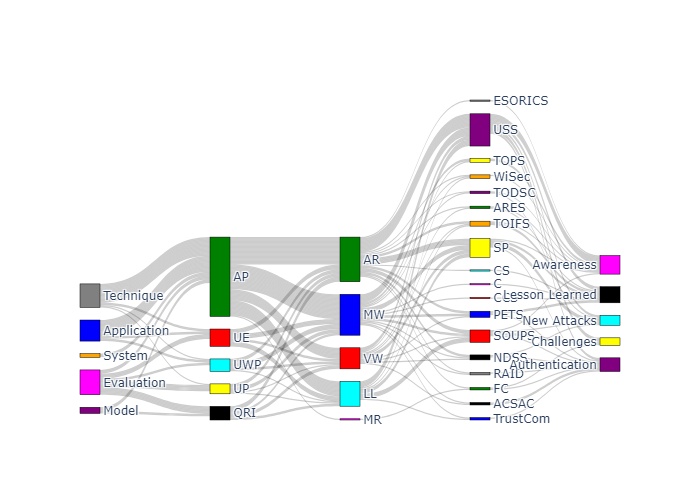 Technique
Application
System
Evaluation
Model
AP
UE
UWP
UP
QRI
AR
MW
VW
LL
MR
ESORICS
USS
TOPS
WiSec
TODSC
ARES
TOIFS
SP
CS
C
PETS
SOUPS
NDSS
RAID
FC
ACSAC
TrustCom
Awareness
Lesson Learned
New Attacks
Challenges
Authentication